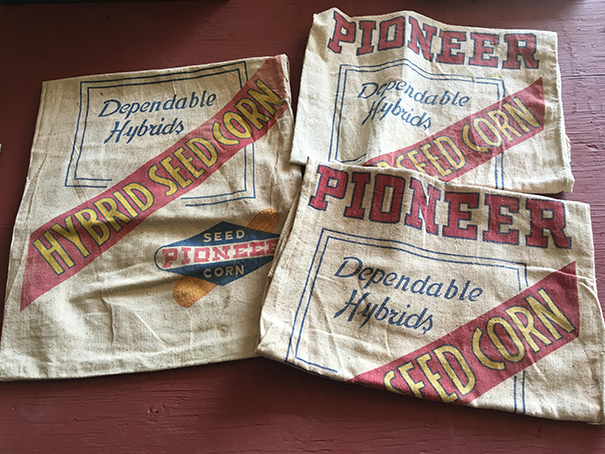 Dependable
Hybrids
HYBRID SEED CORN
SEED
PIONEER
CORN
PIONEER
Dependable
Hybrids
SEED CORN
PIONEER
Dependable
Hybrids
SEED CORN